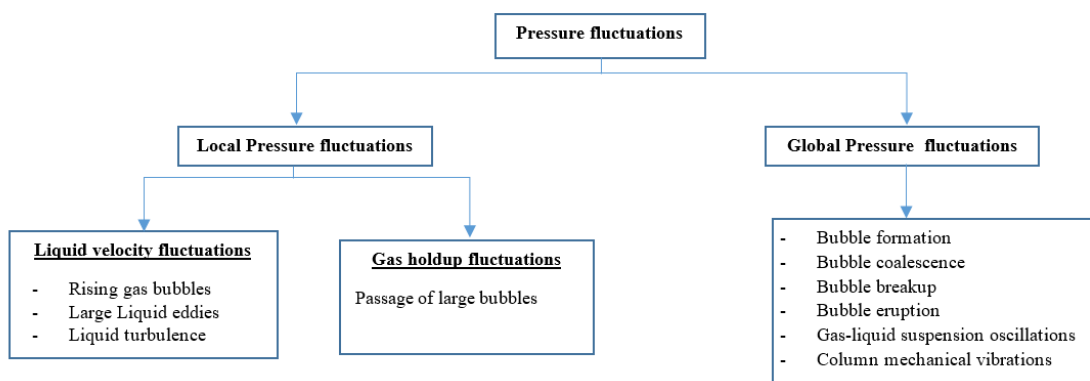 Pressure fluctuations
Local Pressure fluctuations
Global Pressure fluctuations
Liquid velocity fluctuations
- Rising gas bubbles
- Large Liquid eddies
- Liquid turbulence
Gas holdup fluctuations
Passage of large bubbles
- Bubble formation
- Bubble coalescence
- Bubble breakup
- Bubble eruption
- Gas-liquid suspension oscillations
- Column mechanical vibrations